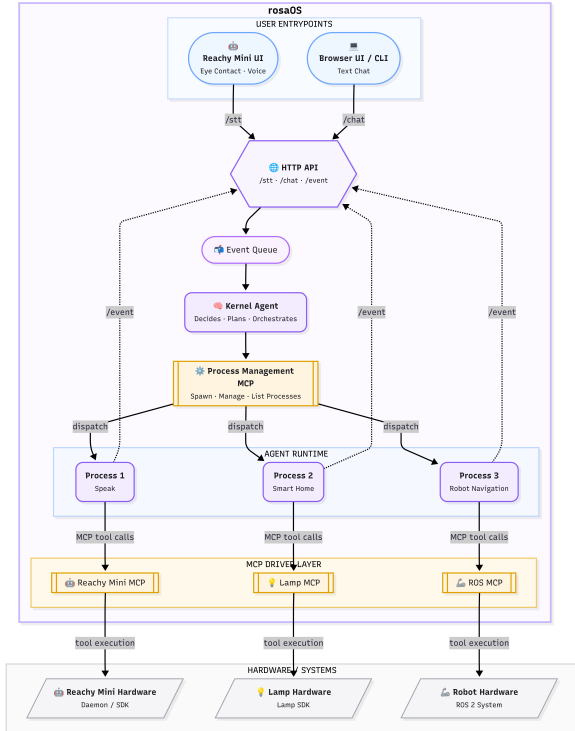 rosaOS
USER ENTRYPOINTS
Reachy Mini UI
Eye Contact · Voice
Browser UI / CLI
Text Chat
/stt
/chat
HTTP API
/stt · /chat · /event
Event Queue
/event
Kernel Agent
Decides · Plans · Orchestrates
/event
/event
Process Management
MCP
Spawn · Manage · List Processes
dispatch
dispatch
dispatch
AGENT RUNTIME
Process 1
Speak
Process 2
Smart Home
Process 3
Robot Navigation
MCP tool calls
MCP tool calls
MCP tool calls
MCP DRIVER LAYER
Reachy Mini MCP
Lamp MCP
ROS MCP
tool execution
tool execution
tool execution
HARDWARE / SYSTEMS
Reachy Mini Hardware
Daemon / SDK
Lamp Hardware
Lamp SDK
Robot Hardware
ROS 2 System